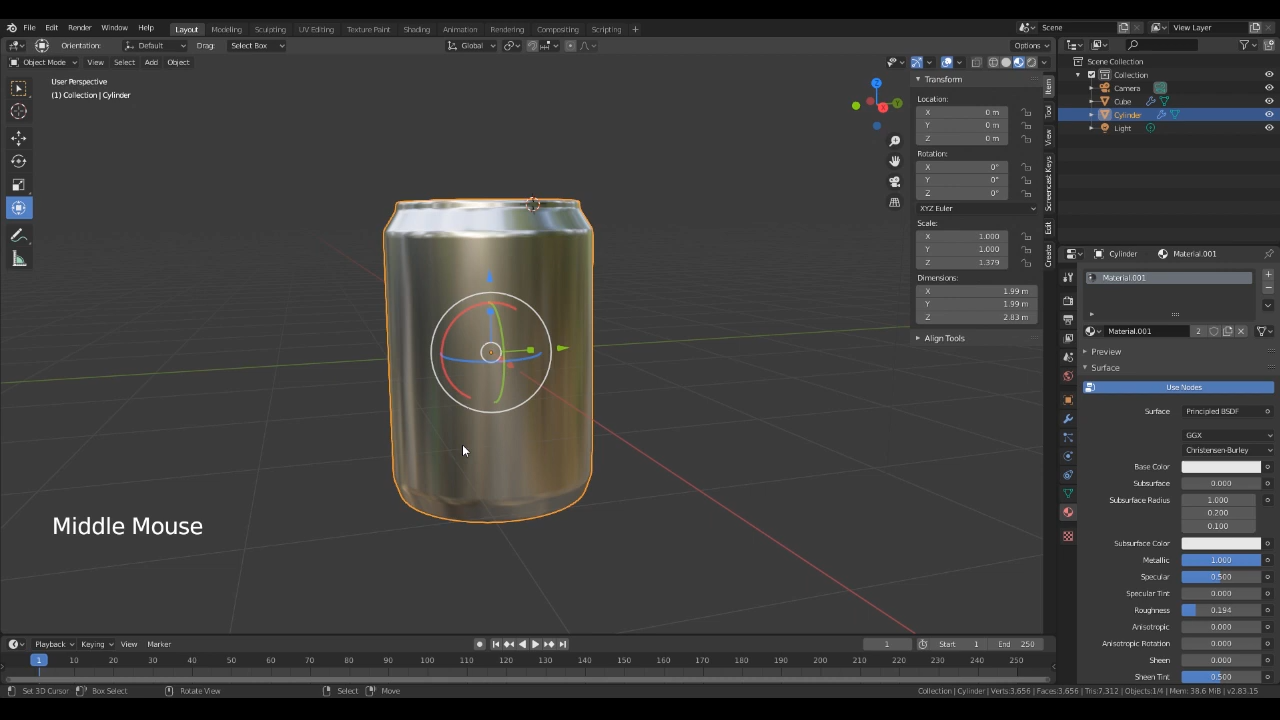 File Edit Render Window Help Layout Modeling Sculpting UV Editing Texture Paint Shading Animation Rendering Compositing Scripting + Scene View Layer
Orientation: Default Drag: Select Box Global Options
Object Mode View Select Add Object
User Perspective
(1) Collection | Cylinder
Middle Mouse
Z
Y
X
Transform
Location:
X 0 m
Y 0 m
Z 0 m
Rotation:
X 0°
Y 0°
Z 0°
XYZ Euler
Scale:
X 1.000
Y 1.000
Z 1.379
Dimensions:
X 1.99 m
Y 1.99 m
Z 2.83 m
Align Tools
Item
Tool
View
Screencast Keys
Edit
Create
Scene Collection
Collection
Camera
Cube
Cylinder
Light
Cylinder Material.001
Material.001
Material.001 2
Preview
Surface
Use Nodes
Surface Principled BSDF
GGX
Christensen-Burley
Base Color
Subsurface 0.000
Subsurface Radius 1.000
0.200
0.100
Subsurface Color
Metallic 1.000
Specular 0.500
Specular Tint 0.000
Roughness 0.194
Anisotropic 0.000
Anisotropic Rotation 0.000
Sheen 0.000
Sheen Tint 0.500
Playback Keying View Marker 1 Start 1 End 250
1 10 20 30 40 50 60 70 80 90 100 110 120 130 140 150 160 170 180 190 200 210 220 230 240 250
Set 3D Cursor Box Select Rotate View Select Move Collection | Cylinder | Verts:3,656 | Faces:3,656 | Tris:7,312 | Objects:1/4 | Mem: 38.6 MiB | v2.83.15